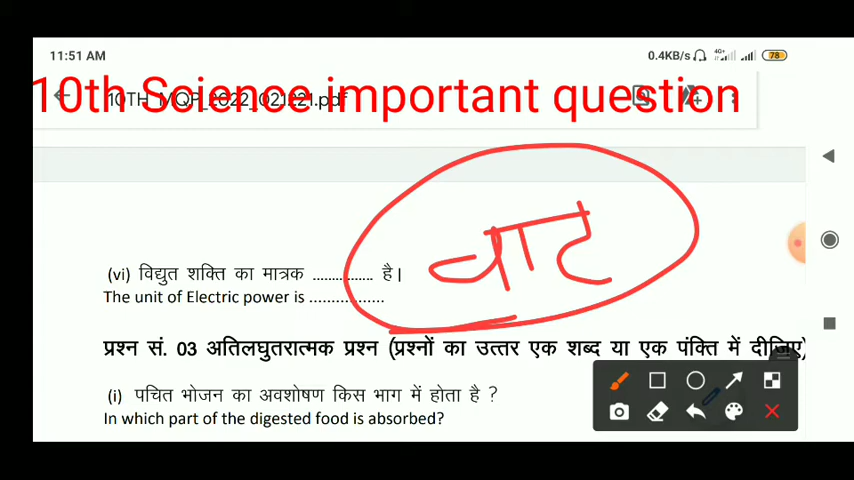 11:51 AM 0.4KB/s 4G+ 78
10th Science important question
10TH_MQP_2022_021221.pdf
वाट
(vi) विद्युत शक्ति का मात्रक ................ है।
The unit of Electric power is ..................
प्रश्न सं. 03 अतिलघुतरात्मक प्रश्न (प्रश्नों का उत्तर एक शब्द या एक पंक्ति में दीजिए)
(i) पचित भोजन का अवशोषण किस भाग में होता है ?
In which part of the digested food is absorbed?